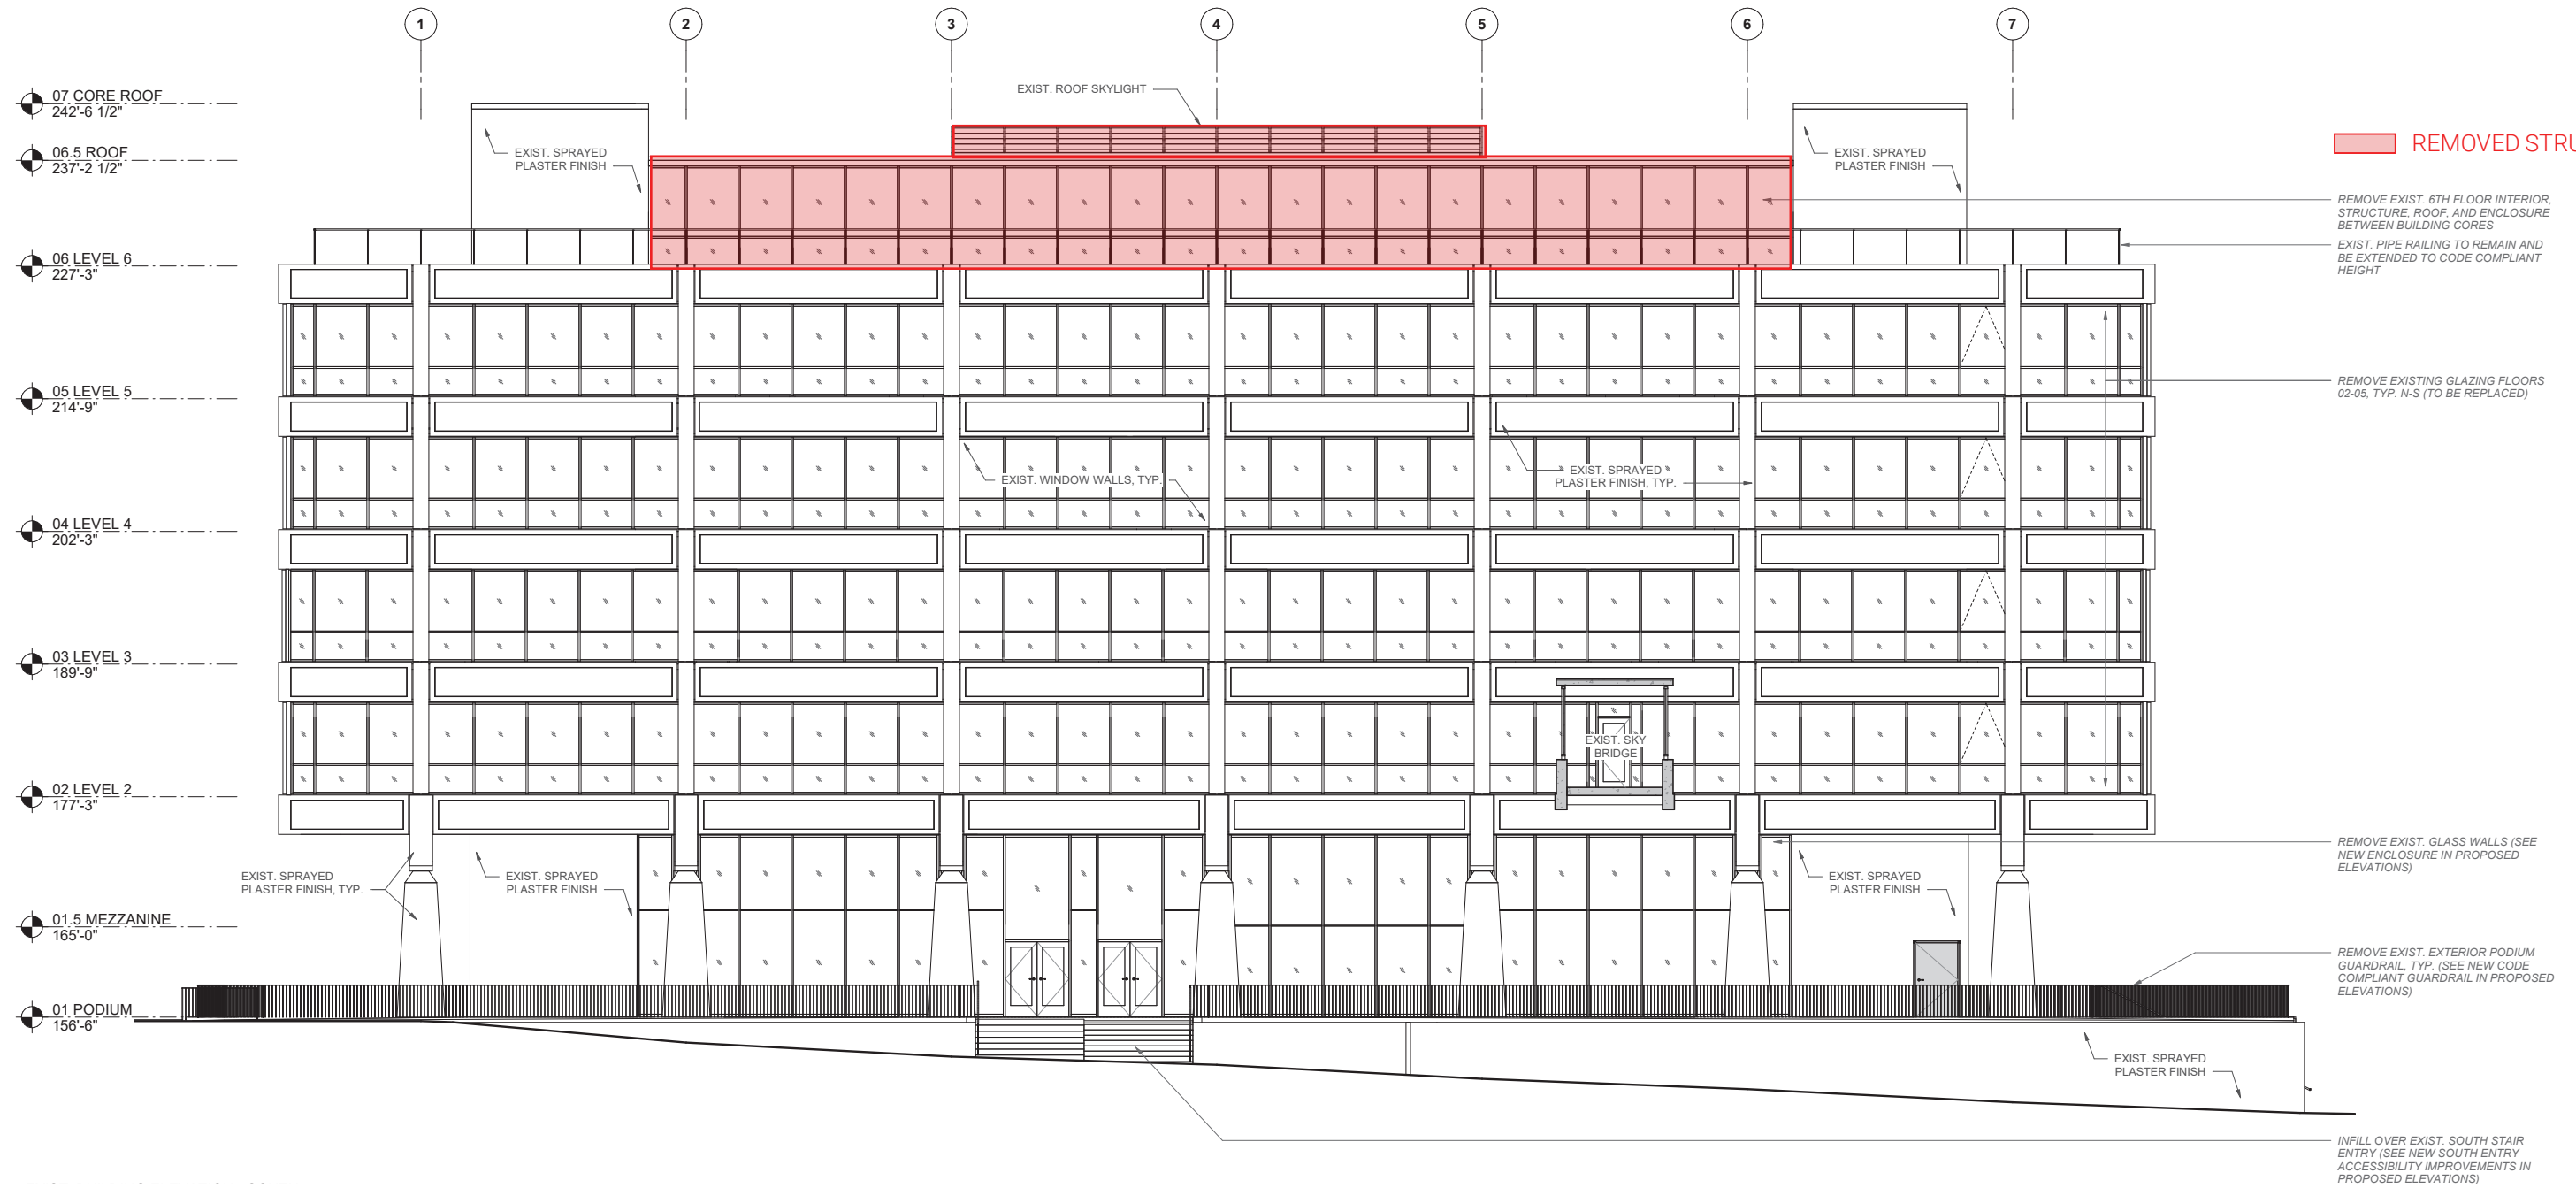 1 2 3 4 5 6 7
07 CORE ROOF
242'-6 1/2"
06.5 ROOF
237'-2 1/2"
06 LEVEL 6
227'-3"
05 LEVEL 5
214'-9"
04 LEVEL 4
202'-3"
03 LEVEL 3
189'-9"
02 LEVEL 2
177'-3"
01.5 MEZZANINE
165'-0"
01 PODIUM
156'-6"
EXIST. ROOF SKYLIGHT
EXIST. SPRAYED
PLASTER FINISH
EXIST. SPRAYED
PLASTER FINISH
EXIST. WINDOW WALLS, TYP.
EXIST. SPRAYED
PLASTER FINISH, TYP.
EXIST. SKY
BRIDGE
EXIST. SPRAYED
PLASTER FINISH, TYP.
EXIST. SPRAYED
PLASTER FINISH
EXIST. SPRAYED
PLASTER FINISH
EXIST. SPRAYED
PLASTER FINISH
REMOVED STRU
REMOVE EXIST. 6TH FLOOR INTERIOR,
STRUCTURE, ROOF, AND ENCLOSURE
BETWEEN BUILDING CORES
EXIST. PIPE RAILING TO REMAIN AND
BE EXTENDED TO CODE COMPLIANT
HEIGHT
REMOVE EXISTING GLAZING FLOORS
02-05, TYP. N-S (TO BE REPLACED)
REMOVE EXIST. GLASS WALLS (SEE
NEW ENCLOSURE IN PROPOSED
ELEVATIONS)
REMOVE EXIST. EXTERIOR PODIUM
GUARDRAIL, TYP. (SEE NEW CODE
COMPLIANT GUARDRAIL IN PROPOSED
ELEVATIONS)
INFILL OVER EXIST. SOUTH STAIR
ENTRY (SEE NEW SOUTH ENTRY
ACCESSIBILITY IMPROVEMENTS IN
PROPOSED ELEVATIONS)
EXIST. BUILDING ELEVATION - SOUTH